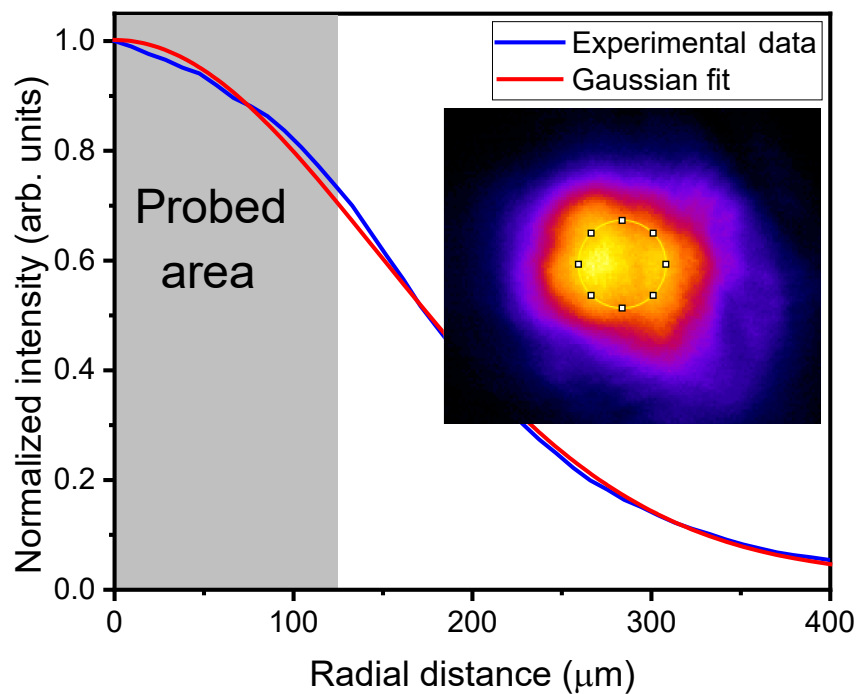 Experimental data
Gaussian fit
Probed
area
Normalized intensity (arb. units)
1.0
0.8
0.6
0.4
0.2
0.0
0
100
200
300
400
Radial distance (μm)